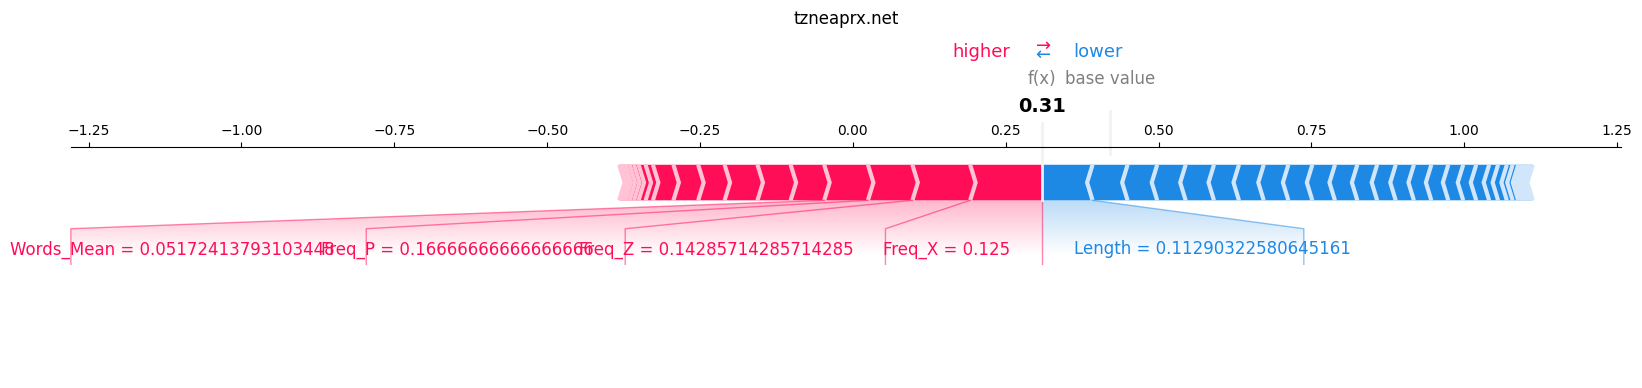 tzneaprx.net
higher → ← lower
f(x) base value
0.31
−1.25 −1.00 −0.75 −0.50 −0.25 0.00 0.25 0.50 0.75 1.00 1.25
Words_Mean = 0.05172413793103448 Freq_P = 0.16666666666666666 Freq_Z = 0.14285714285714285 Freq_X = 0.125 Length = 0.11290322580645161